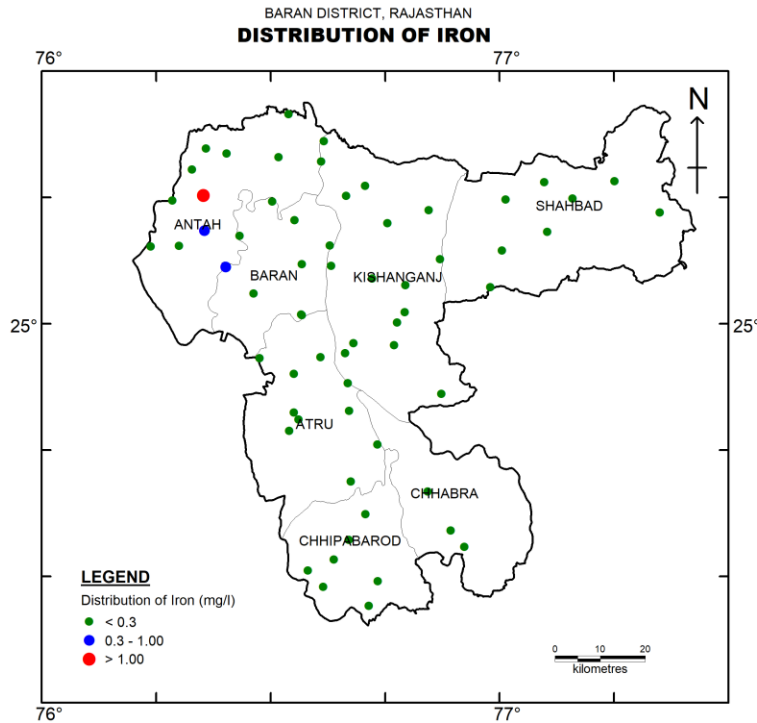 BARAN DISTRICT, RAJASTHAN
DISTRIBUTION OF IRON
76°
77°
N
SHAHBAD
ANTAH
BARAN
KISHANGANJ
25°
25°
ATRU
CHHABRA
CHHIPABAROD
LEGEND
Distribution of Iron (mg/l)
< 0.3
0.3 - 1.00
> 1.00
0 10 20
kilometres
76°
77°